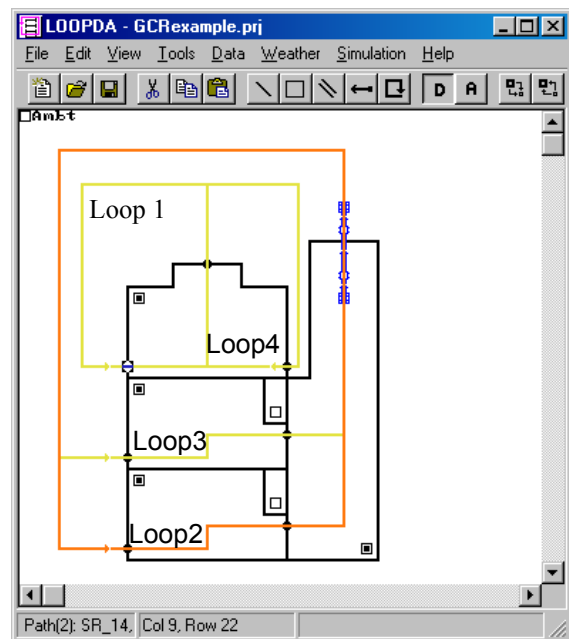 LOOPDA - GCRexample.prj
File Edit View Tools Data Weather Simulation Help
D A
Ambt
Loop 1
Loop4
Loop3
Loop2
Path(2): SR_14, Col 9, Row 22